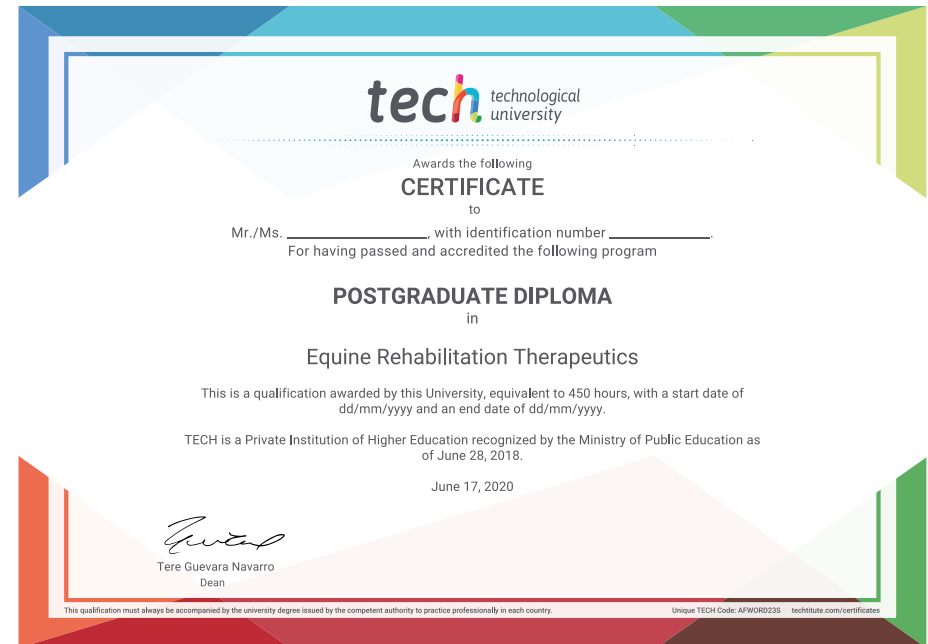 tech technological
university
Awards the following
CERTIFICATE
to
Mr./Ms. ____________, with identification number ____________.
For having passed and accredited the following program
POSTGRADUATE DIPLOMA
in
Equine Rehabilitation Therapeutics
This is a qualification awarded by this University, equivalent to 450 hours, with a start date of
dd/mm/yyyy and an end date of dd/mm/yyyy.
TECH is a Private Institution of Higher Education recognized by the Ministry of Public Education as
of June 28, 2018.
June 17, 2020
Tere Guevara Navarro
Dean
This qualification must always be accompanied by the university degree issued by the competent authority to practice professionally in each country. Unique TECH Code: AFWORD23S techtitute.com/certificates